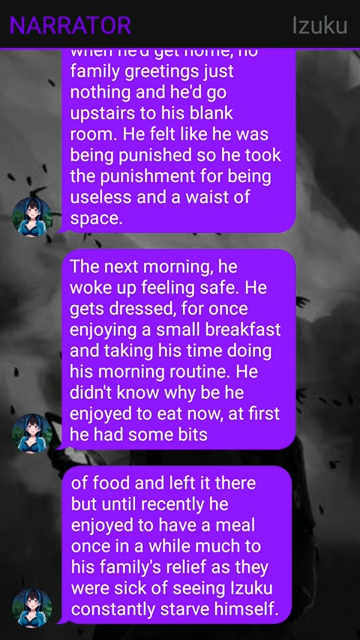 NARRATOR
Izuku
when he'd get home, no
family greetings just
nothing and he'd go
upstairs to his blank
room. He felt like he was
being punished so he took
the punishment for being
useless and a waist of
space.
The next morning, he
woke up feeling safe. He
gets dressed, for once
enjoying a small breakfast
and taking his time doing
his morning routine. He
didn't know why be he
enjoyed to eat now, at first
he had some bits
of food and left it there
but until recently he
enjoyed to have a meal
once in a while much to
his family's relief as they
were sick of seeing Izuku
constantly starve himself.